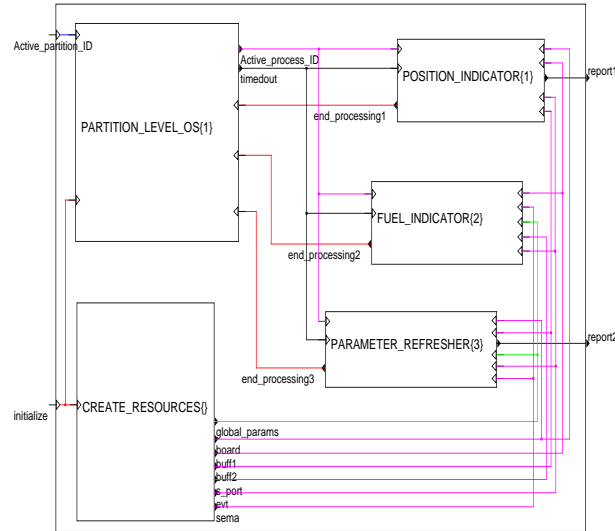 Active_partition_ID
PARTITION_LEVEL_OS{1}
Active_process_ID
timedout
POSITION_INDICATOR{1}
report1
end_processing1
FUEL_INDICATOR{2}
end_processing2
PARAMETER_REFRESHER{3}
report2
end_processing3
initialize
CREATE_RESOURCES{}
global_params
board
buff1
buff2
s_port
evt
sema